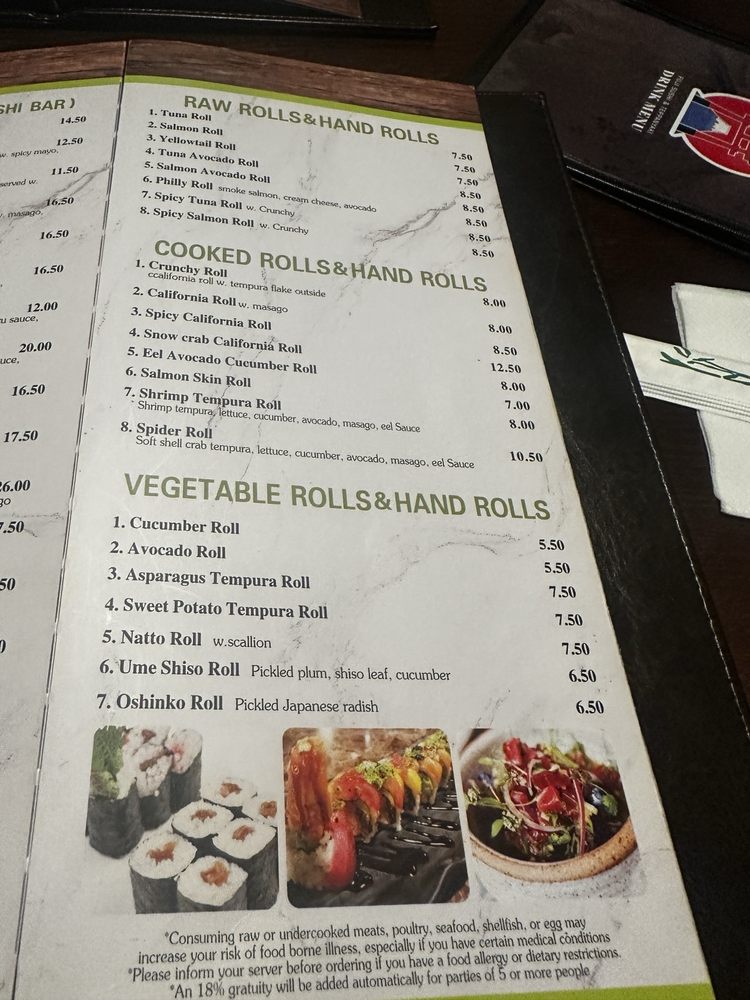 SHI BAR)
14.50
12.50
w. spicy mayo,
11.50
served w.
16.50
masago,
16.50
16.50
12.00
u sauce,
20.00
uce,
16.50
17.50
26.00
go
7.50
50
0
RAW ROLLS&HAND ROLLS
1. Tuna Roll 7.50
2. Salmon Roll 7.50
3. Yellowtail Roll 7.50
4. Tuna Avocado Roll 8.50
5. Salmon Avocado Roll 8.50
6. Philly Roll smoke salmon, cream cheese, avocado 8.50
7. Spicy Tuna Roll w. Crunchy 8.50
8. Spicy Salmon Roll w. Crunchy 8.50
COOKED ROLLS&HAND ROLLS
1. Crunchy Roll 8.00
ccalifornia roll w. tempura flake outside
2. California Roll w. masago 8.00
3. Spicy California Roll 8.50
4. Snow crab California Roll 12.50
5. Eel Avocado Cucumber Roll 8.00
6. Salmon Skin Roll 7.00
7. Shrimp Tempura Roll 8.00
Shrimp tempura, lettuce, cucumber, avocado, masago, eel Sauce
8. Spider Roll 10.50
Soft shell crab tempura, lettuce, cucumber, avocado, masago, eel Sauce
VEGETABLE ROLLS&HAND ROLLS
1. Cucumber Roll 5.50
2. Avocado Roll 5.50
3. Asparagus Tempura Roll 7.50
4. Sweet Potato Tempura Roll 7.50
5. Natto Roll w.scallion 7.50
6. Ume Shiso Roll Pickled plum, shiso leaf, cucumber 6.50
7. Oshinko Roll Pickled Japanese radish 6.50
*Consuming raw or undercooked meats, poultry, seafood, shellfish, or egg may
increase your risk of food borne illness, especially if you have certain medical conditions
*Please inform your server before ordering if you have a food allergy or dietary restrictions.
*An 18% gratuity will be added automatically for parties of 5 or more people
FUJI SUSHI & TEPPANYAKI
DRINK MENU